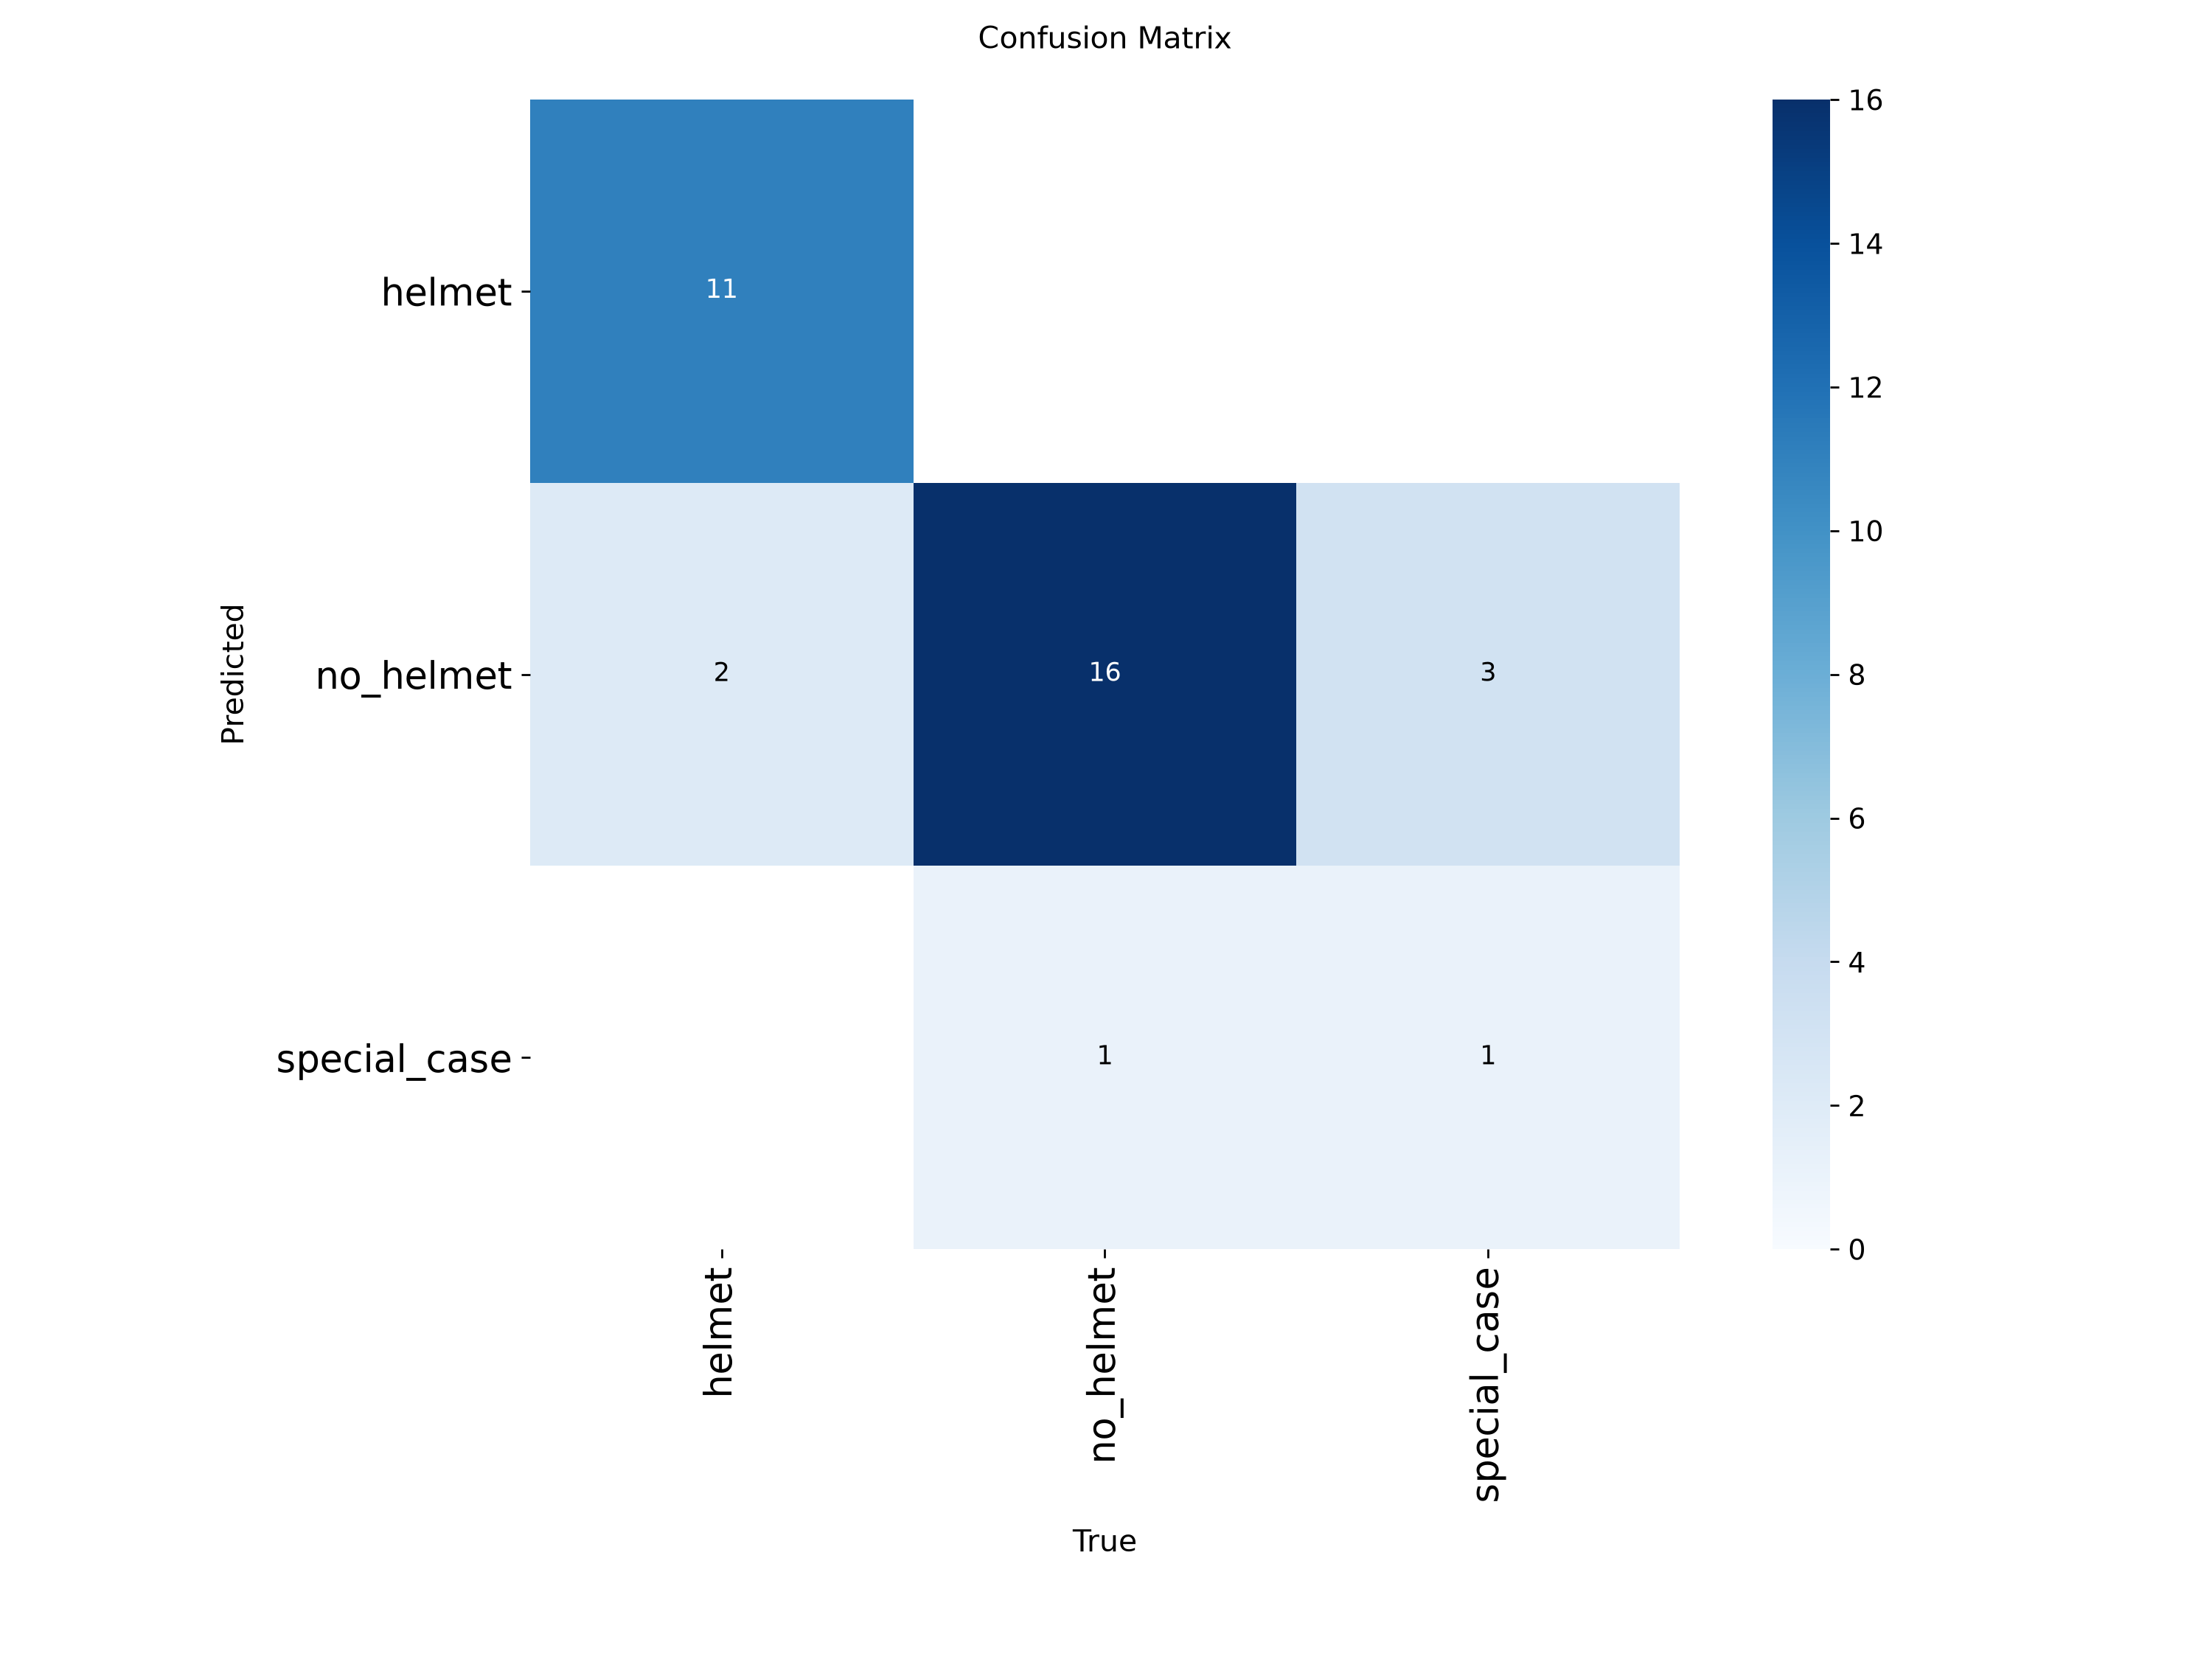 Confusion Matrix
helmet
no_helmet
special_case
Predicted
11
2
16
3
1
1
helmet
no_helmet
special_case
True
16
14
12
10
8
6
4
2
0